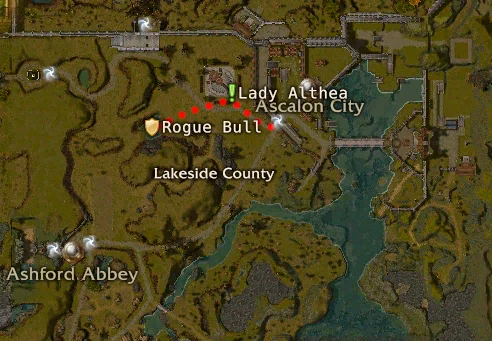 Lady Althea
Ascalon City
Rogue Bull
Lakeside County
Ashford Abbey